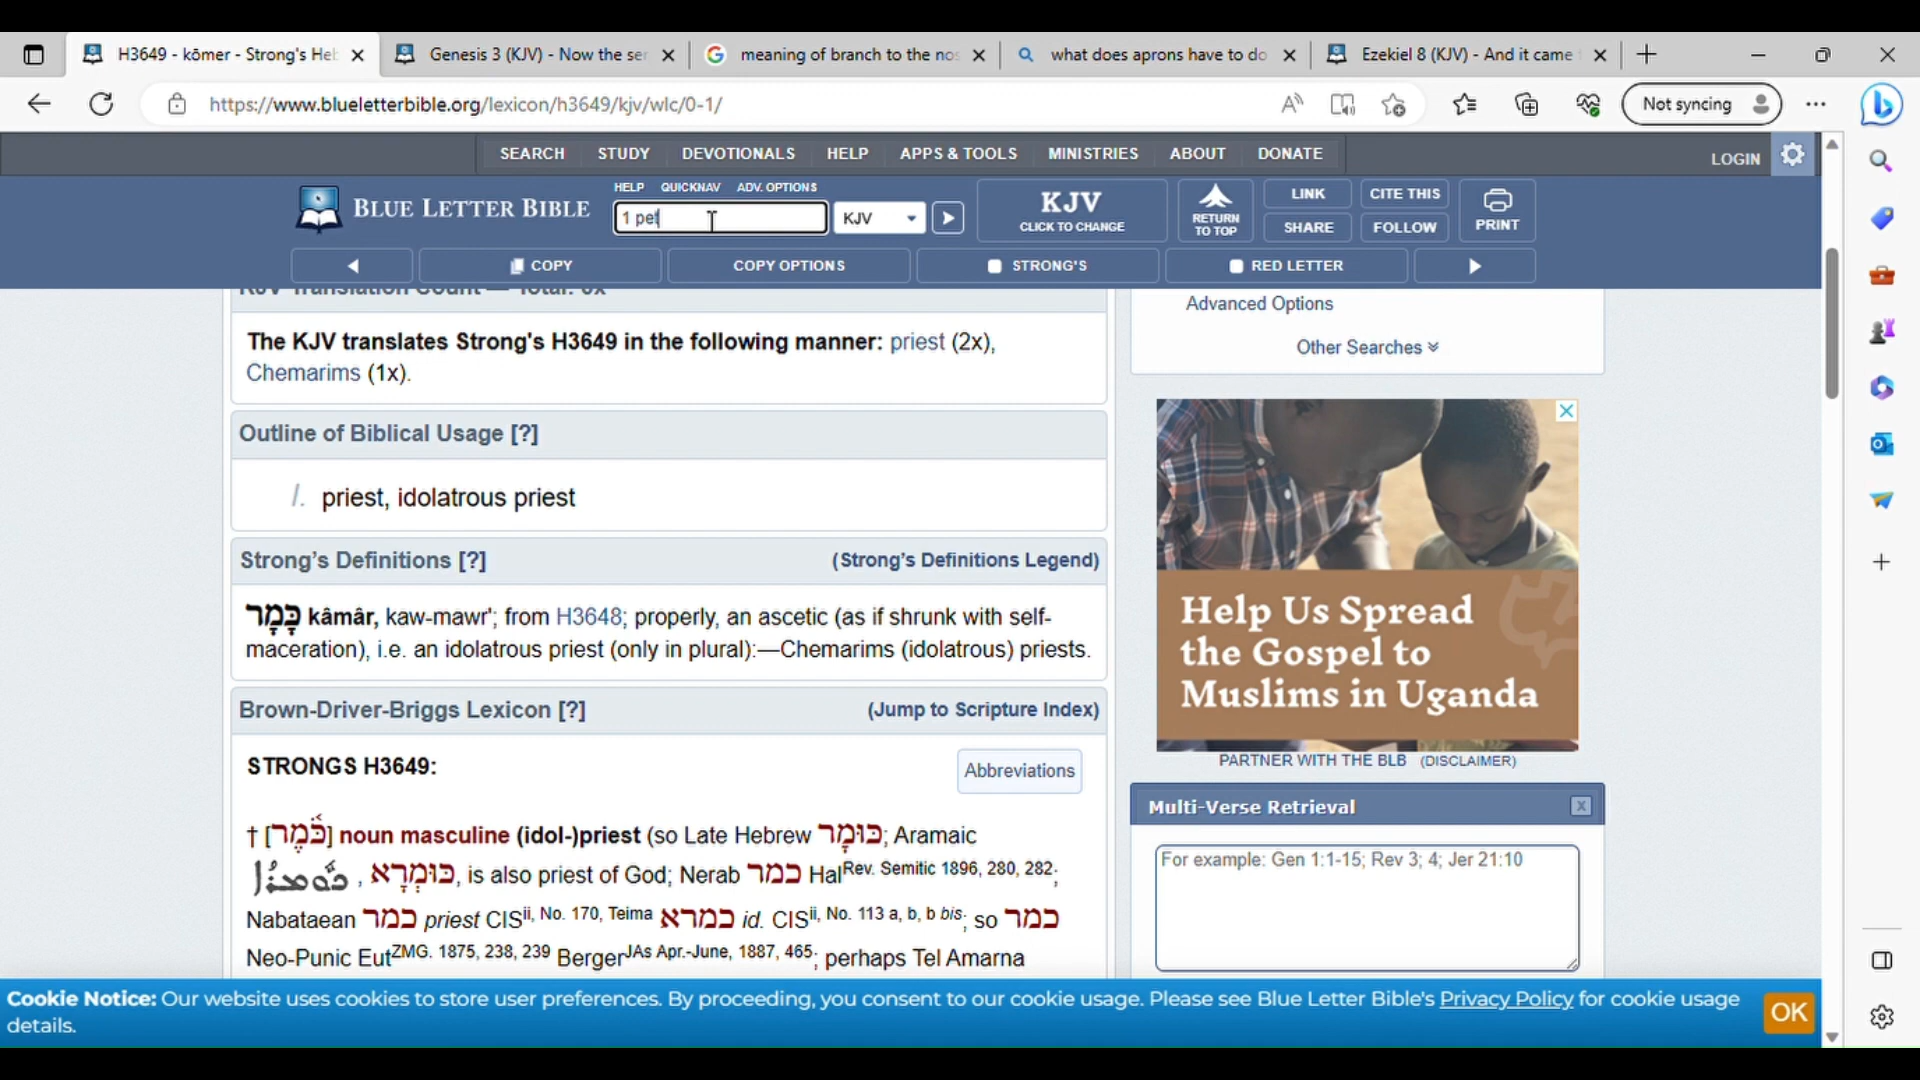 H3649 - kōmer - Strong's Heb
Genesis 3 (KJV) - Now the ser
meaning of branch to the nos
what does aprons have to do
Ezekiel 8 (KJV) - And it came
https://www.blueletterbible.org/lexicon/h3649/kjv/wlc/0-1/
Not syncing
SEARCH STUDY DEVOTIONALS HELP APPS & TOOLS MINISTRIES ABOUT DONATE
LOGIN
BLUE LETTER BIBLE
HELP QUICKNAV ADV. OPTIONS
1 pet
KJV
KJV
CLICK TO CHANGE
RETURN
TO TOP
LINK
CITE THIS
SHARE
FOLLOW
PRINT
COPY
COPY OPTIONS
STRONG'S
RED LETTER
The KJV translates Strong's H3649 in the following manner: priest (2x),
Chemarims (1x).
Outline of Biblical Usage [?]
I. priest, idolatrous priest
Strong's Definitions [?] (Strong's Definitions Legend)
כָּמָר kâmâr, kaw-mawr'; from H3648; properly, an ascetic (as if shrunk with self-
maceration), i.e. an idolatrous priest (only in plural):—Chemarims (idolatrous) priests.
Brown-Driver-Briggs Lexicon [?] (Jump to Scripture Index)
STRONGS H3649:
Abbreviations
† [כֹּ֫מֶר] noun masculine (idol-)priest (so Late Hebrew כּוּמָר; Aramaic
, כּוּמְרָא, is also priest of God; Nerab כמר Hal Rev. Semitic 1896, 280, 282;
Nabataean כמר priest CIS ii, No. 170, Teima כמרא id. CIS ii, No. 113 a, b, b bis; so כמר
Neo-Punic Eut ZMG. 1875, 238, 239 Berger JAs Apr.-June, 1887, 465; perhaps Tel Amarna
Advanced Options
Other Searches
Help Us Spread
the Gospel to
Muslims in Uganda
PARTNER WITH THE BLB (DISCLAIMER)
Multi-Verse Retrieval
For example: Gen 1:1-15; Rev 3; 4; Jer 21:10
Cookie Notice: Our website uses cookies to store user preferences. By proceeding, you consent to our cookie usage. Please see Blue Letter Bible's Privacy Policy for cookie usage
details.
OK